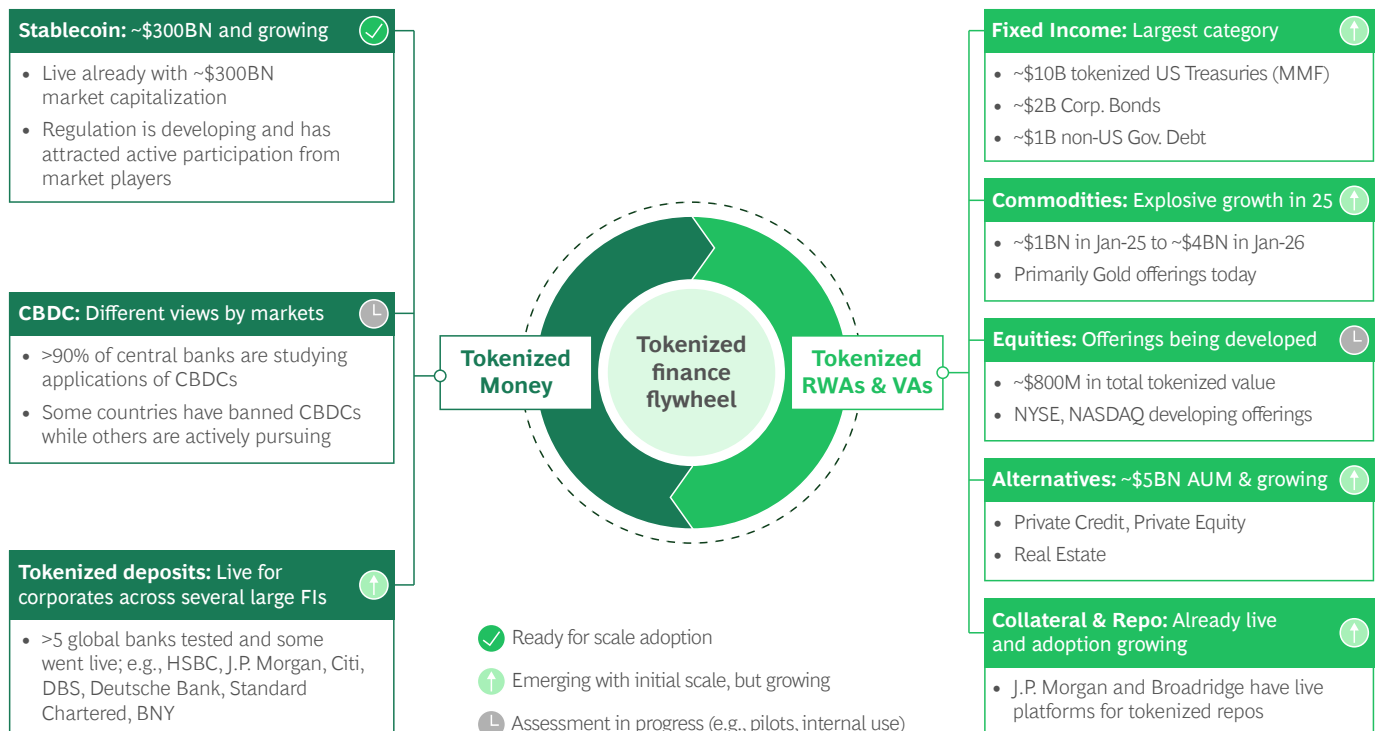 Stablecoin: ~$300BN and growing
• Live already with ~$300BN
market capitalization
• Regulation is developing and has
attracted active participation from
market players
CBDC: Different views by markets
• >90% of central banks are studying
applications of CBDCs
• Some countries have banned CBDCs
while others are actively pursuing
Tokenized deposits: Live for
corporates across several large FIs
• >5 global banks tested and some
went live; e.g., HSBC, J.P. Morgan, Citi,
DBS, Deutsche Bank, Standard
Chartered, BNY
Tokenized
Money
Tokenized
finance
flywheel
Tokenized
RWAs & VAs
Ready for scale adoption
Emerging with initial scale, but growing
Assessment in progress (e.g., pilots, internal use)
Fixed Income: Largest category
• ~$10B tokenized US Treasuries (MMF)
• ~$2B Corp. Bonds
• ~$1B non-US Gov. Debt
Commodities: Explosive growth in 25
• ~$1BN in Jan-25 to ~$4BN in Jan-26
• Primarily Gold offerings today
Equities: Offerings being developed
• ~$800M in total tokenized value
• NYSE, NASDAQ developing offerings
Alternatives: ~$5BN AUM & growing
• Private Credit, Private Equity
• Real Estate
Collateral & Repo: Already live
and adoption growing
• J.P. Morgan and Broadridge have live
platforms for tokenized repos